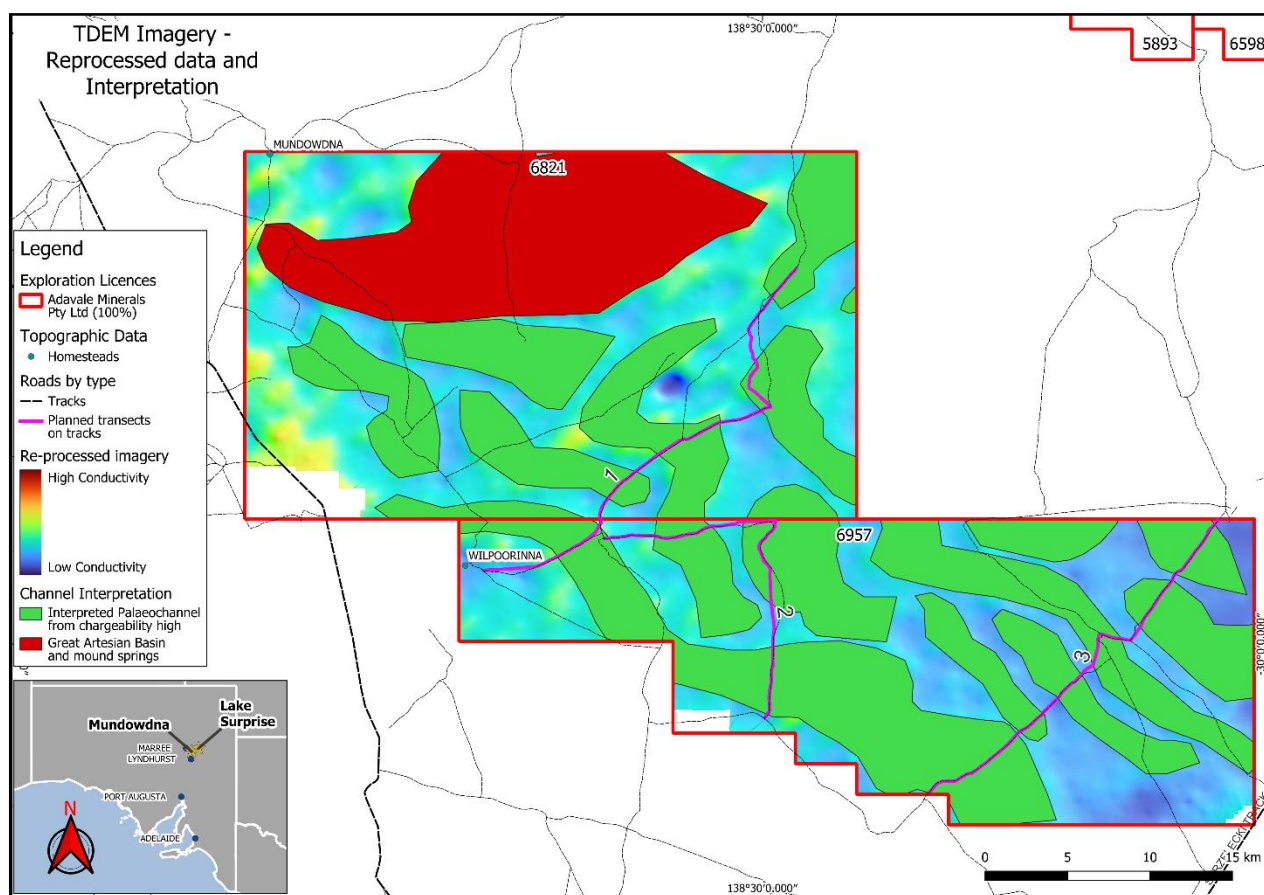 TDEM Imagery -
Reprocessed data and
Interpretation
138°30'0.000"
5893
6598
MUNDOWDNA
6821
Legend
Exploration Licences
Adavale Minerals
Pty Ltd (100%)
Topographic Data
Homesteads
Roads by type
Tracks
Planned transects
on tracks
Re-processed imagery
High Conductivity
Low Conductivity
Channel Interpretation
Interpreted Palaeochannel
from chargeability high
Great Artesian Basin
and mound springs
1
6957
WILPOORINNA
2
3
-30°0'0.000"
Lake
Surprise
Mundowdna
MARREE
LYNDHURST
PORT AUGUSTA
ADELAIDE
N
0 5 10 15 km
138°30'0.000"